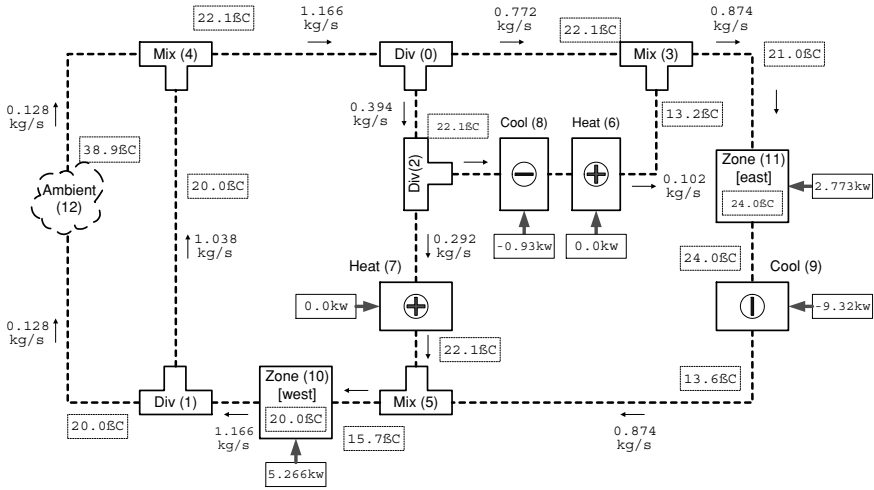 22.1ßC
1.166
kg/s
0.772
kg/s
22.1ßC
0.874
kg/s
Mix (4)
Div (0)
Mix (3)
21.0ßC
0.128
kg/s
0.394
kg/s
22.1ßC
Cool (8)
Heat (6)
13.2ßC
38.9ßC
Ambient
(12)
20.0ßC
Div(2)
0.102
kg/s
Zone (11)
[east]
24.0ßC
2.773kw
1.038
kg/s
0.292
kg/s
-0.93kw
0.0kw
24.0ßC
Heat (7)
Cool (9)
0.0kw
-9.32kw
0.128
kg/s
22.1ßC
Zone (10)
[west]
20.0ßC
13.6ßC
Div (1)
Mix (5)
20.0ßC
1.166
kg/s
15.7ßC
0.874
kg/s
5.266kw